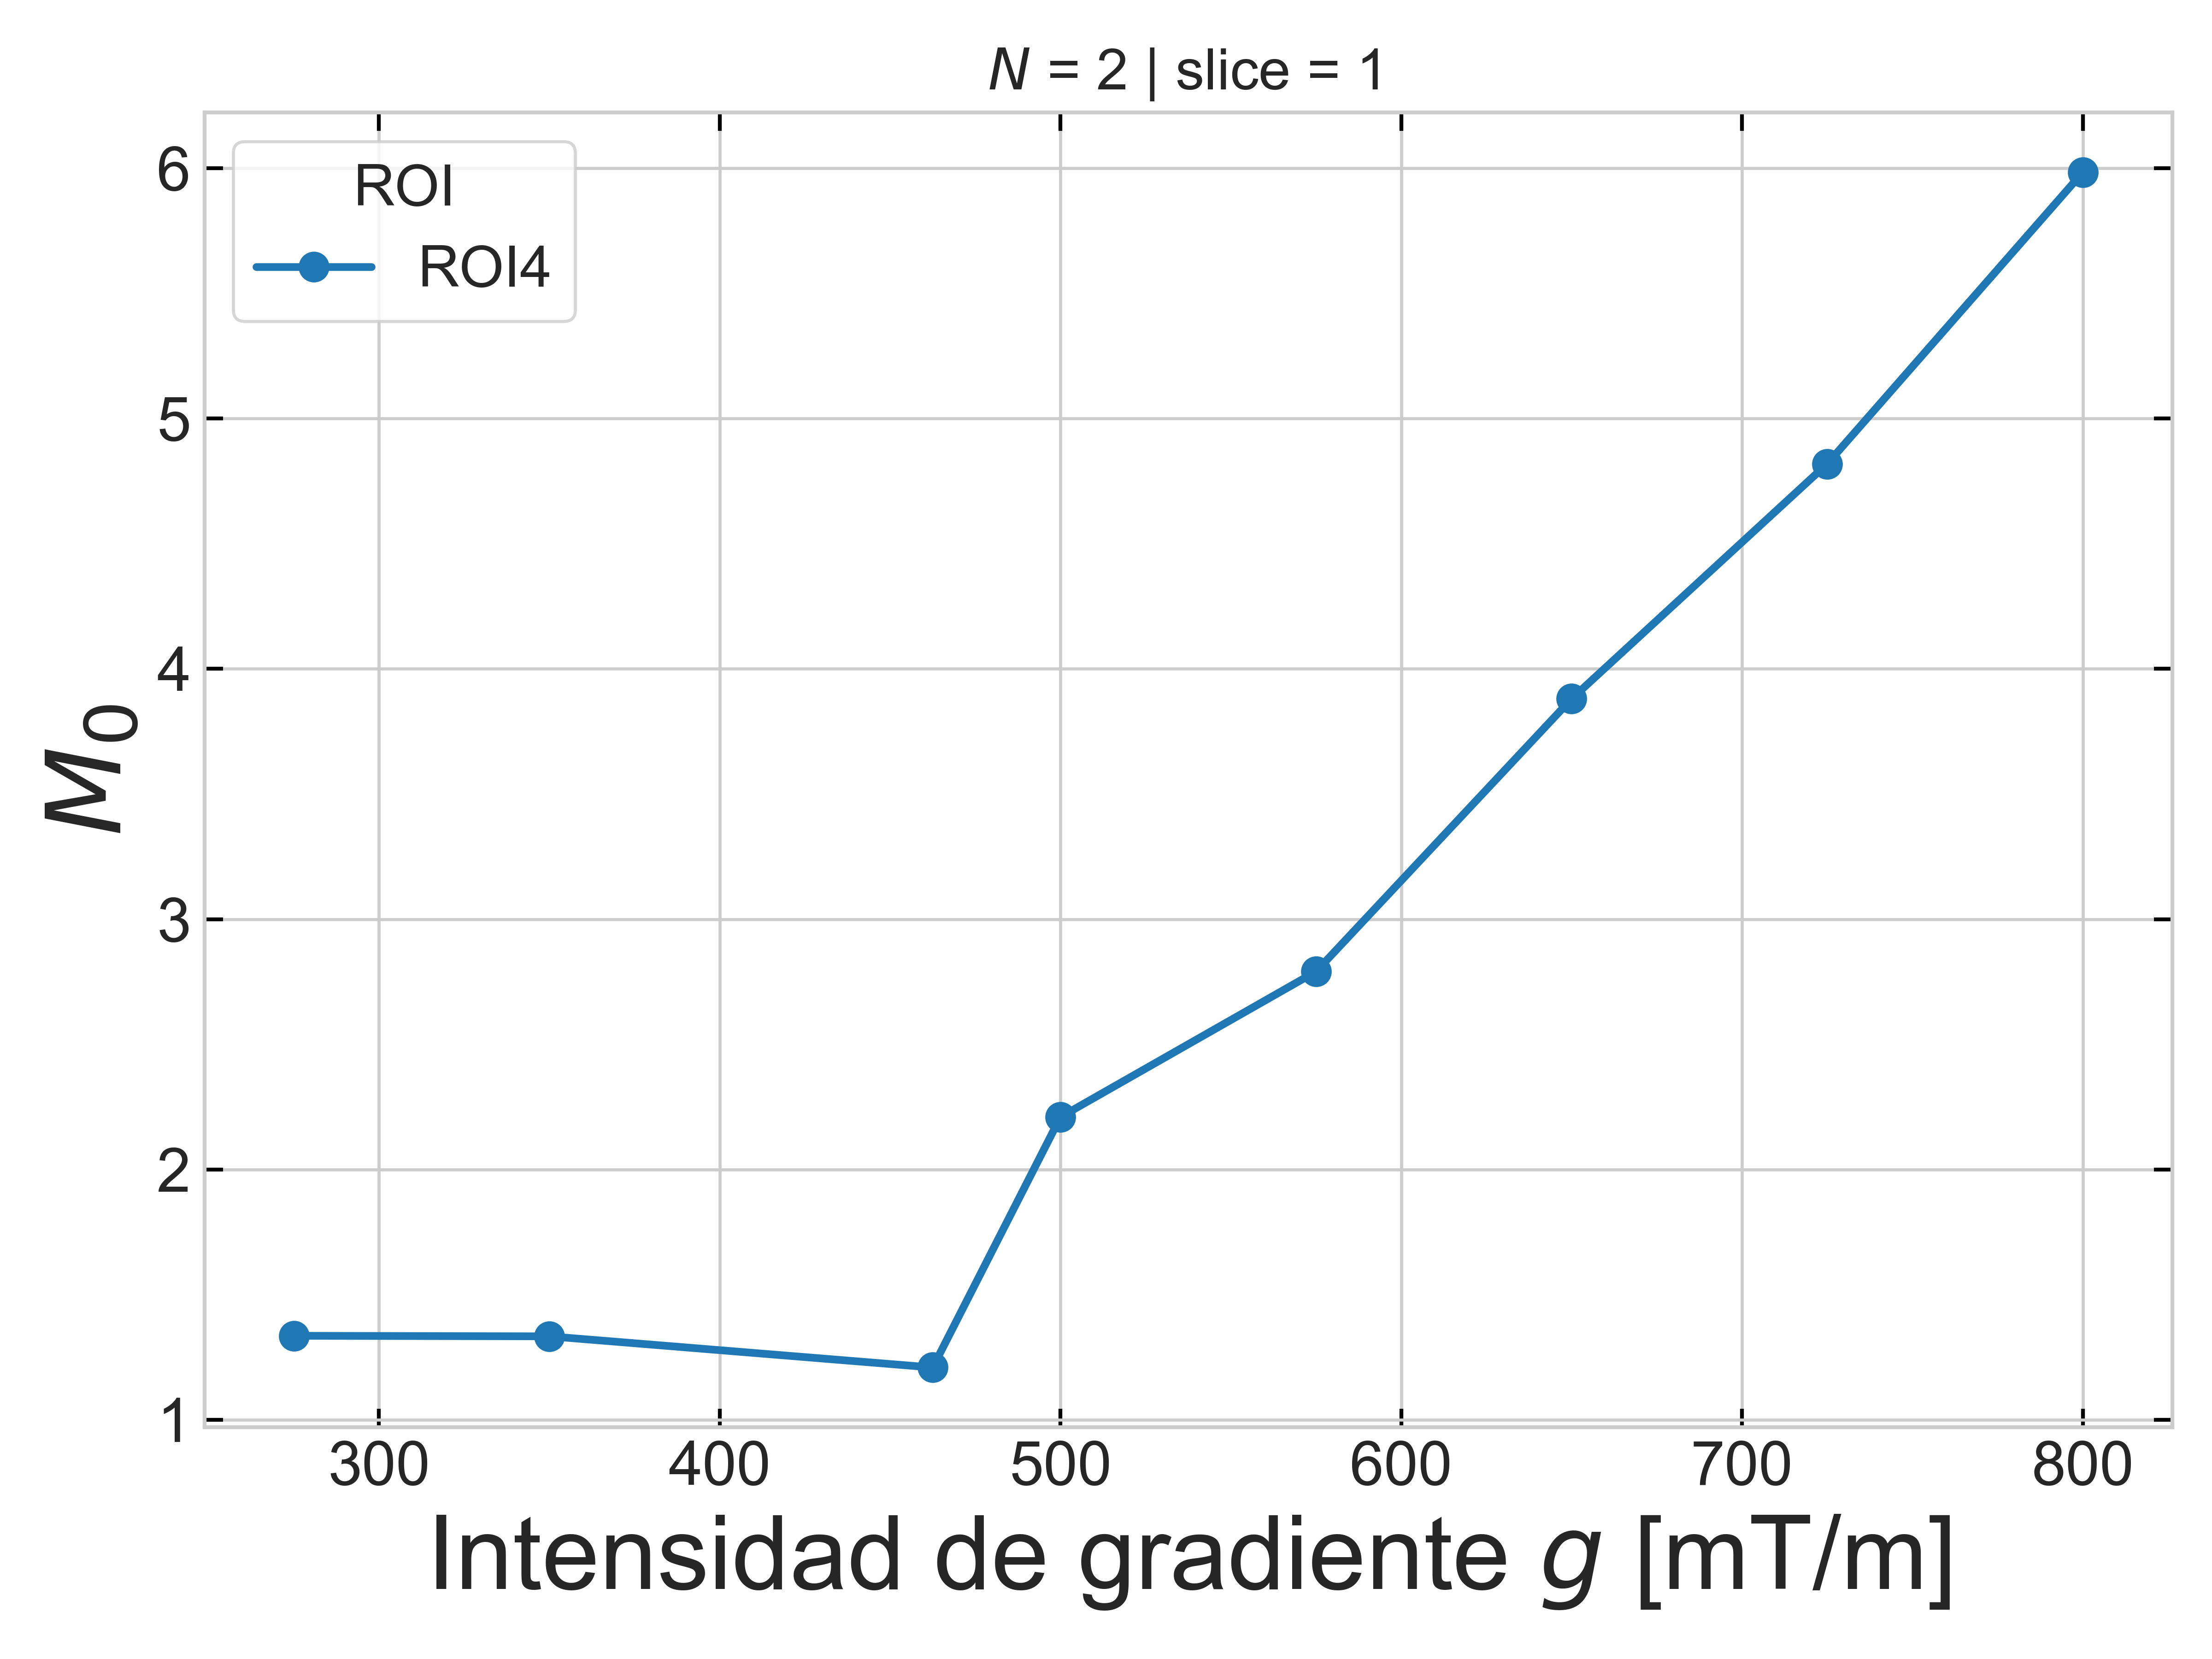 N = 2 | slice = 1
ROI
ROI4
6
5
4
3
2
1
M0
300 400 500 600 700 800
Intensidad de gradiente g [mT/m]